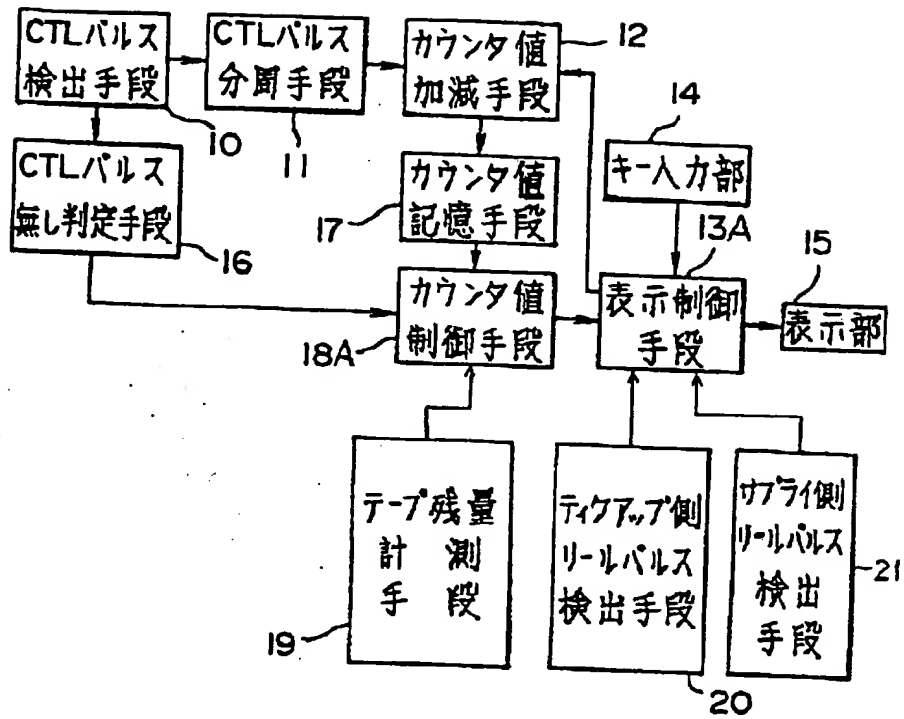 CTLパルス
検出手段
10
CTLパルス
分周手段
11
カウンタ値
加減手段
12
CTLパルス
無し判定手段
16
カウンタ値
記憶手段
17
キー入力部
14
カウンタ値
制御手段
18A
表示制御
手段
13A
表示部
15
テープ残量
計測
手段
19
ティクアップ側
リールパルス
検出手段
20
サプライ側
リールパルス
検出
手段
21